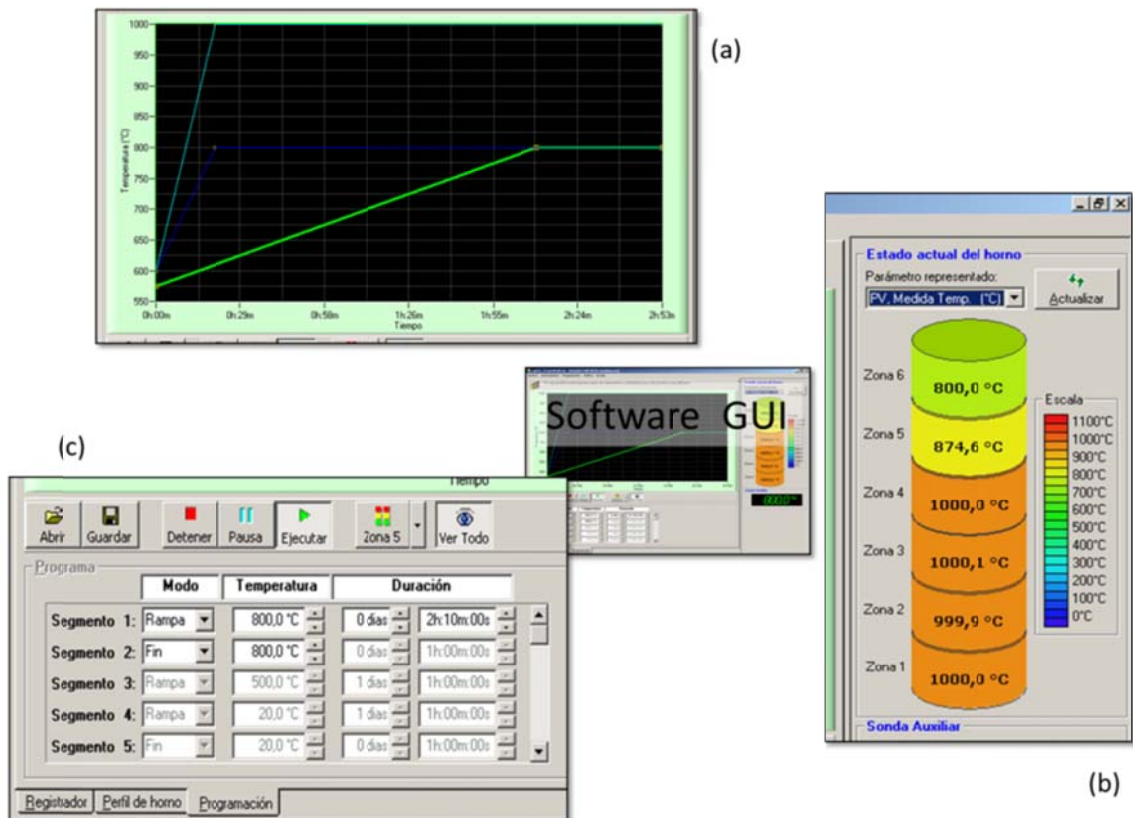 1000
950
900
850
800
750
700
650
600
550
Temperatura (°C)
0h:00m 0h:29m 0h:58m 1h:26m 1h:55m 2h:24m 2h:53m
Tiempo
(a)
Estado actual del horno
Parámetro representado:
PV, Medida Temp. (°C)
Actualizar
Zona 6 800,0 °C
Zona 5 874,6 °C
Zona 4 1000,0 °C
Zona 3 1000,1 °C
Zona 2 999,9 °C
Zona 1 1000,0 °C
Escala
1100°C
1000°C
900°C
800°C
700°C
600°C
500°C
400°C
300°C
200°C
100°C
0°C
Sonda Auxiliar
(b)
Software GUI
(c)
Tiempo
Abrir Guardar Detener Pausa Ejecutar Zona 5 Ver Todo
Programa
Modo Temperatura Duración
Segmento 1: Rampa 800,0 °C 0 dias 2h:10m:00s
Segmento 2: Fin 800,0 °C 0 dias 1h:00m:00s
Segmento 3: Rampa 500,0 °C 1 dias 1h:00m:00s
Segmento 4: Rampa 20,0 °C 1 dias 1h:00m:00s
Segmento 5: Fin 20,0 °C 0 dias 1h:00m:00s
Registrador Perfil de horno Programación